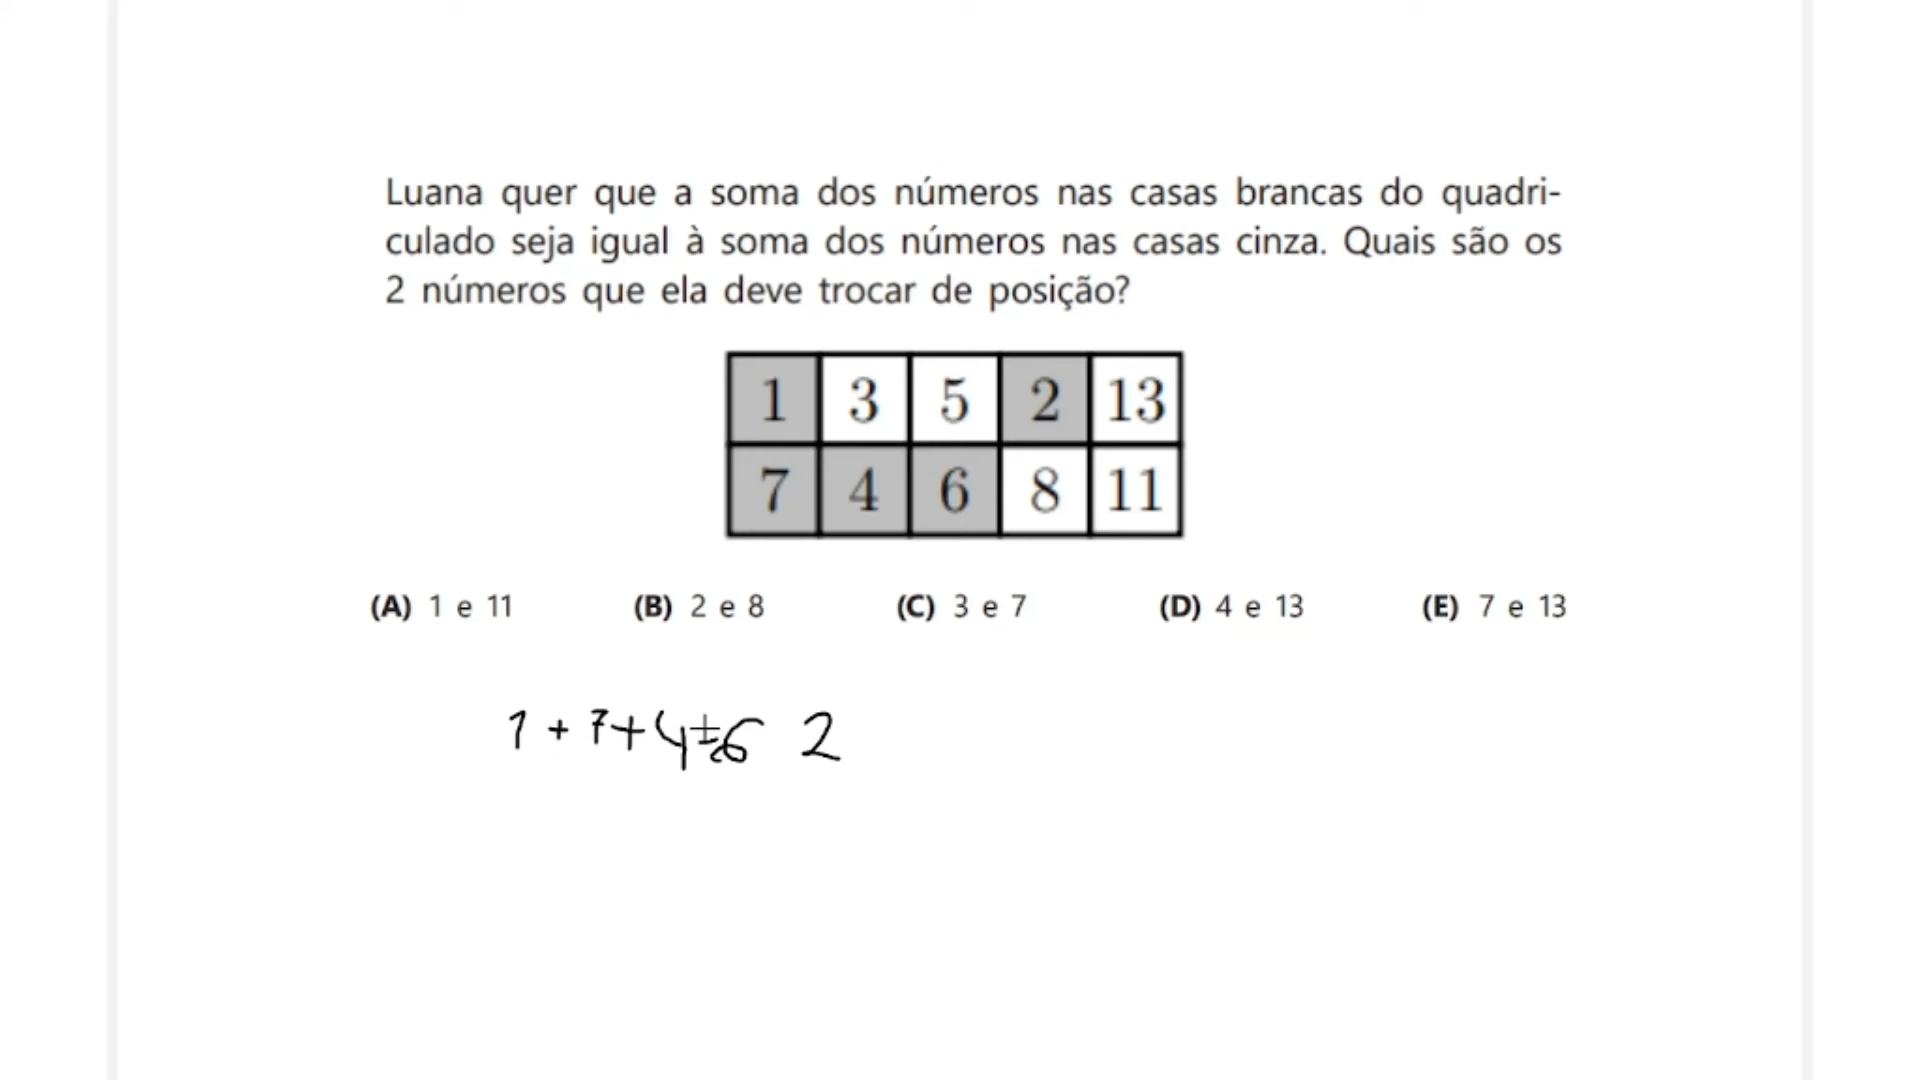 Luana quer que a soma dos números nas casas brancas do quadri-
culado seja igual à soma dos números nas casas cinza. Quais são os
2 números que ela deve trocar de posição?
1 3 5 2 13
7 4 6 8 11
(A) 1 e 11 (B) 2 e 8 (C) 3 e 7 (D) 4 e 13 (E) 7 e 13
1 + 7 + 4 + 6 2